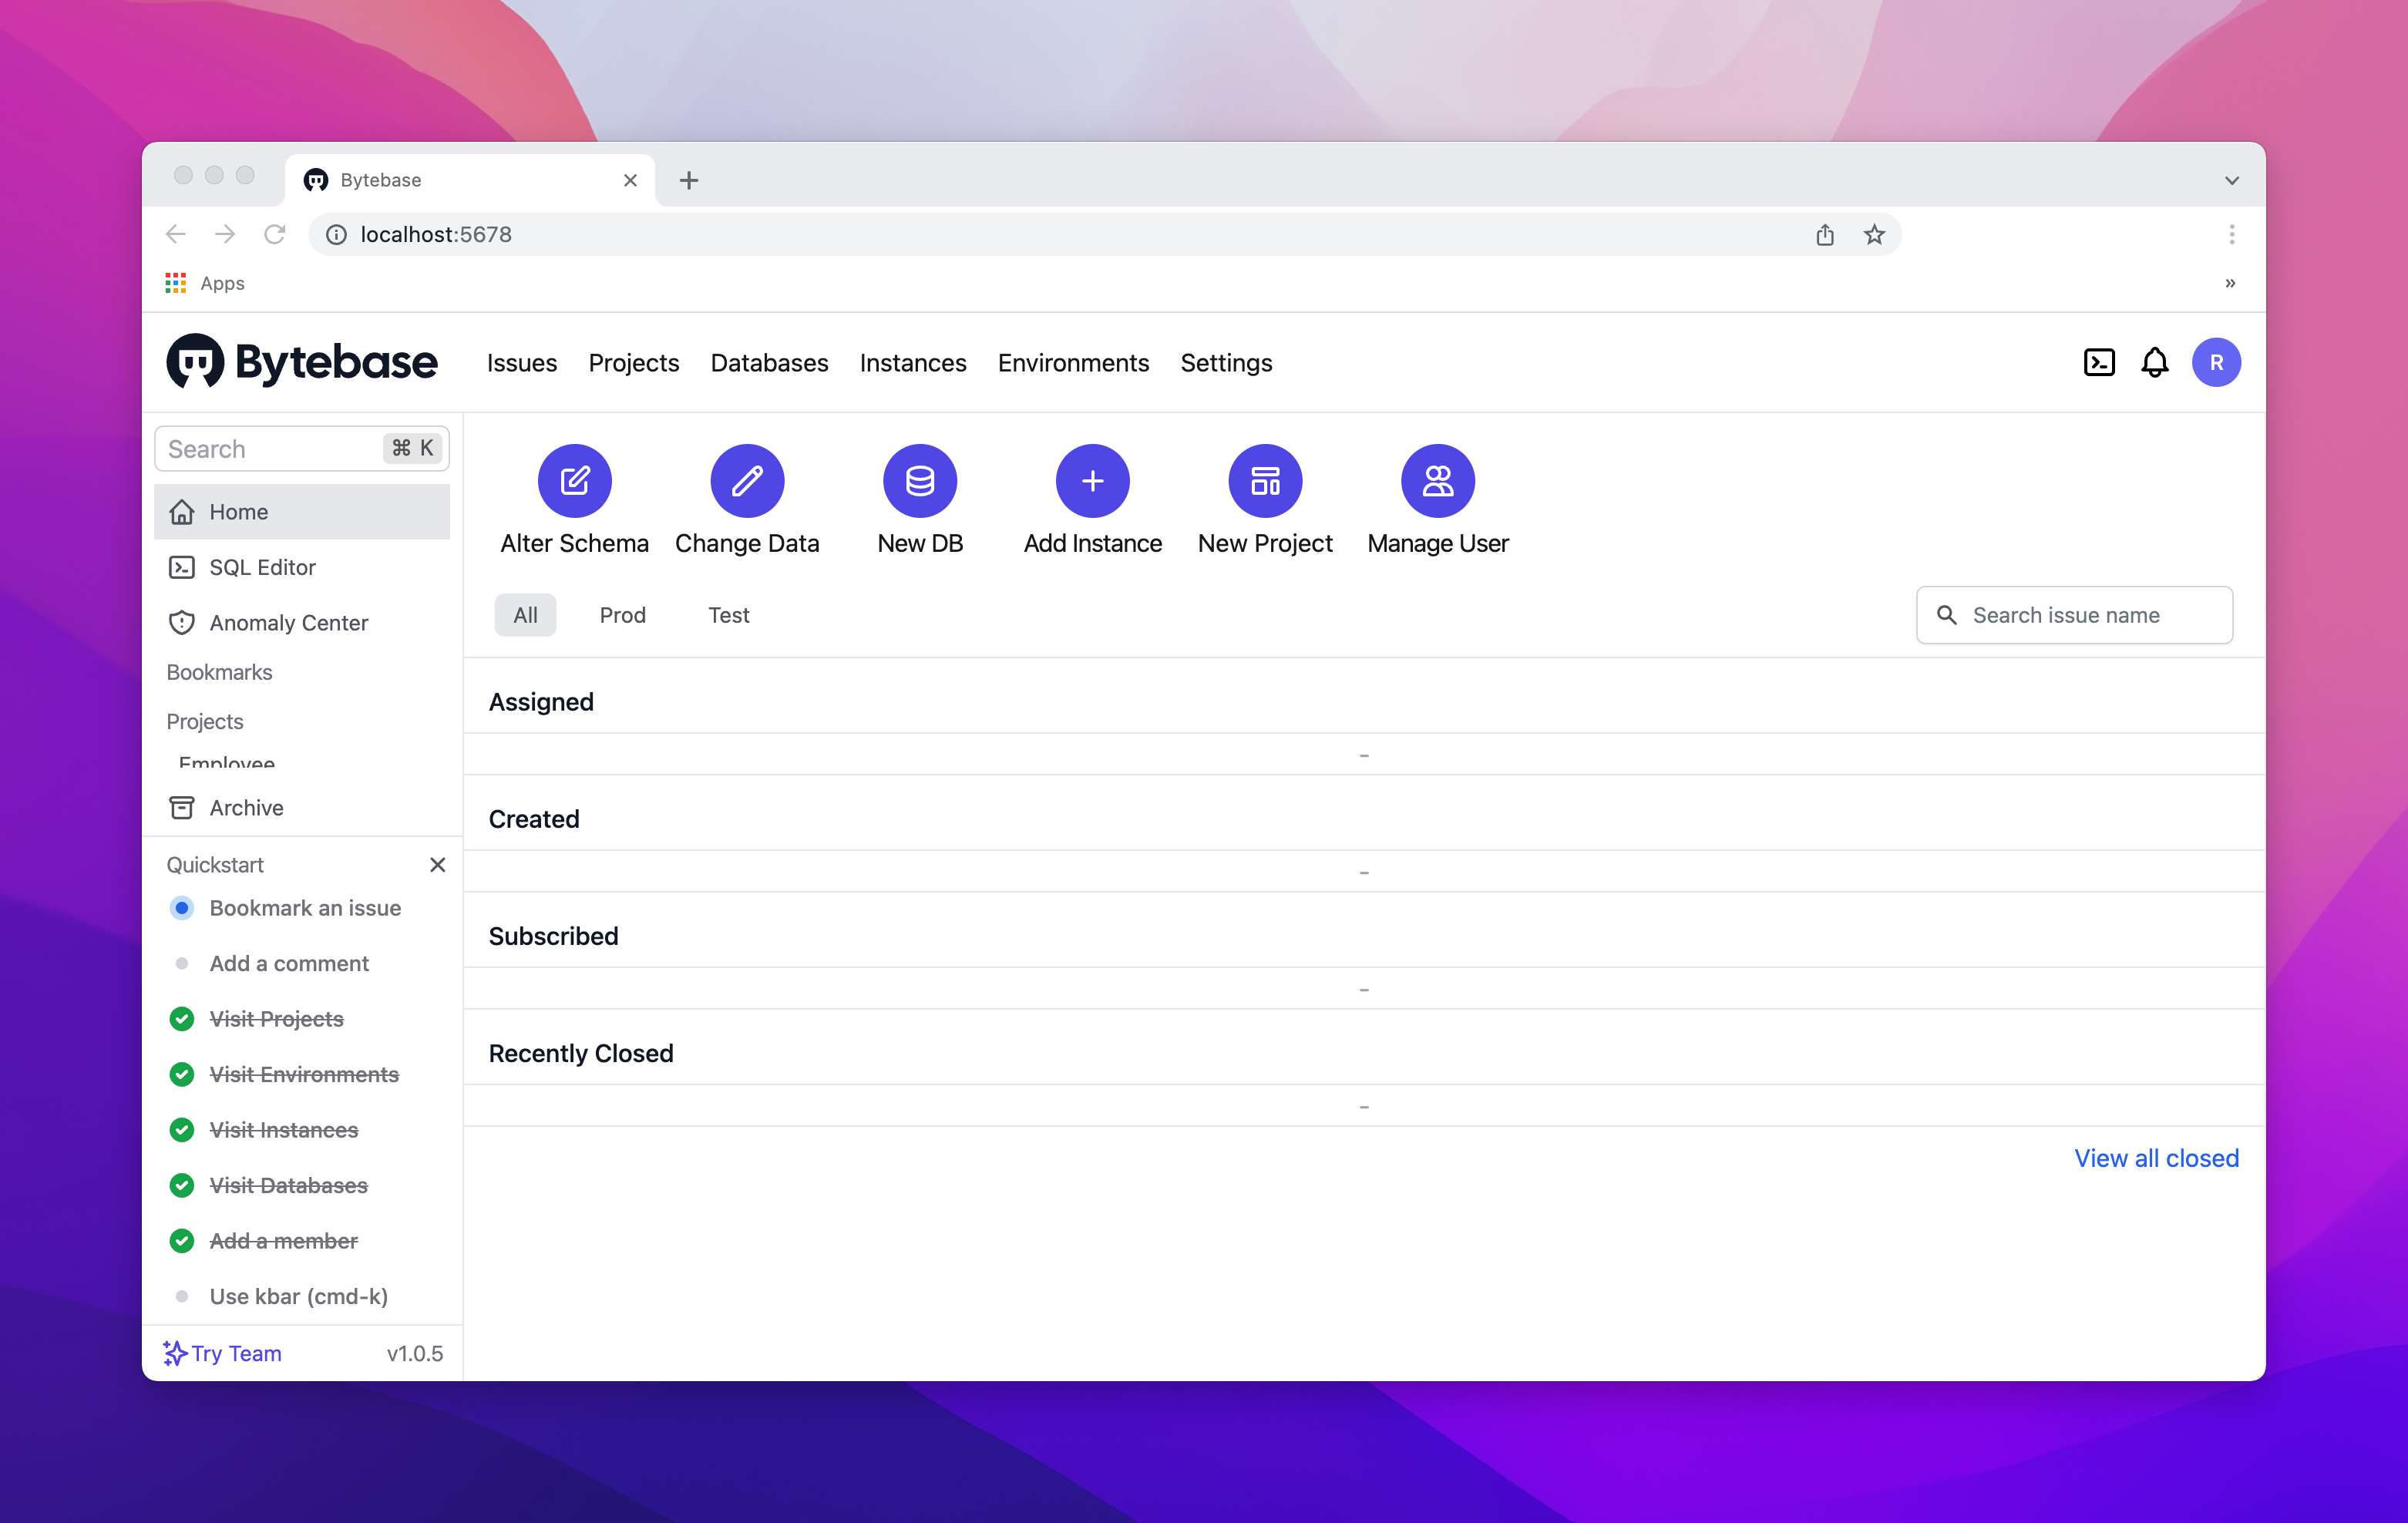 Bytebase
localhost:5678
Apps
»
Bytebase
Issues Projects Databases Instances Environments Settings
R
Search ⌘ K
Home
SQL Editor
Anomaly Center
Bookmarks
Projects
Employee
Archive
Quickstart
Bookmark an issue
Add a comment
Visit Projects
Visit Environments
Visit Instances
Visit Databases
Add a member
Use kbar (cmd-k)
Try Team v1.0.5
Alter Schema Change Data New DB Add Instance New Project Manage User
All Prod Test Search issue name
Assigned
-
Created
-
Subscribed
-
Recently Closed
-
View all closed